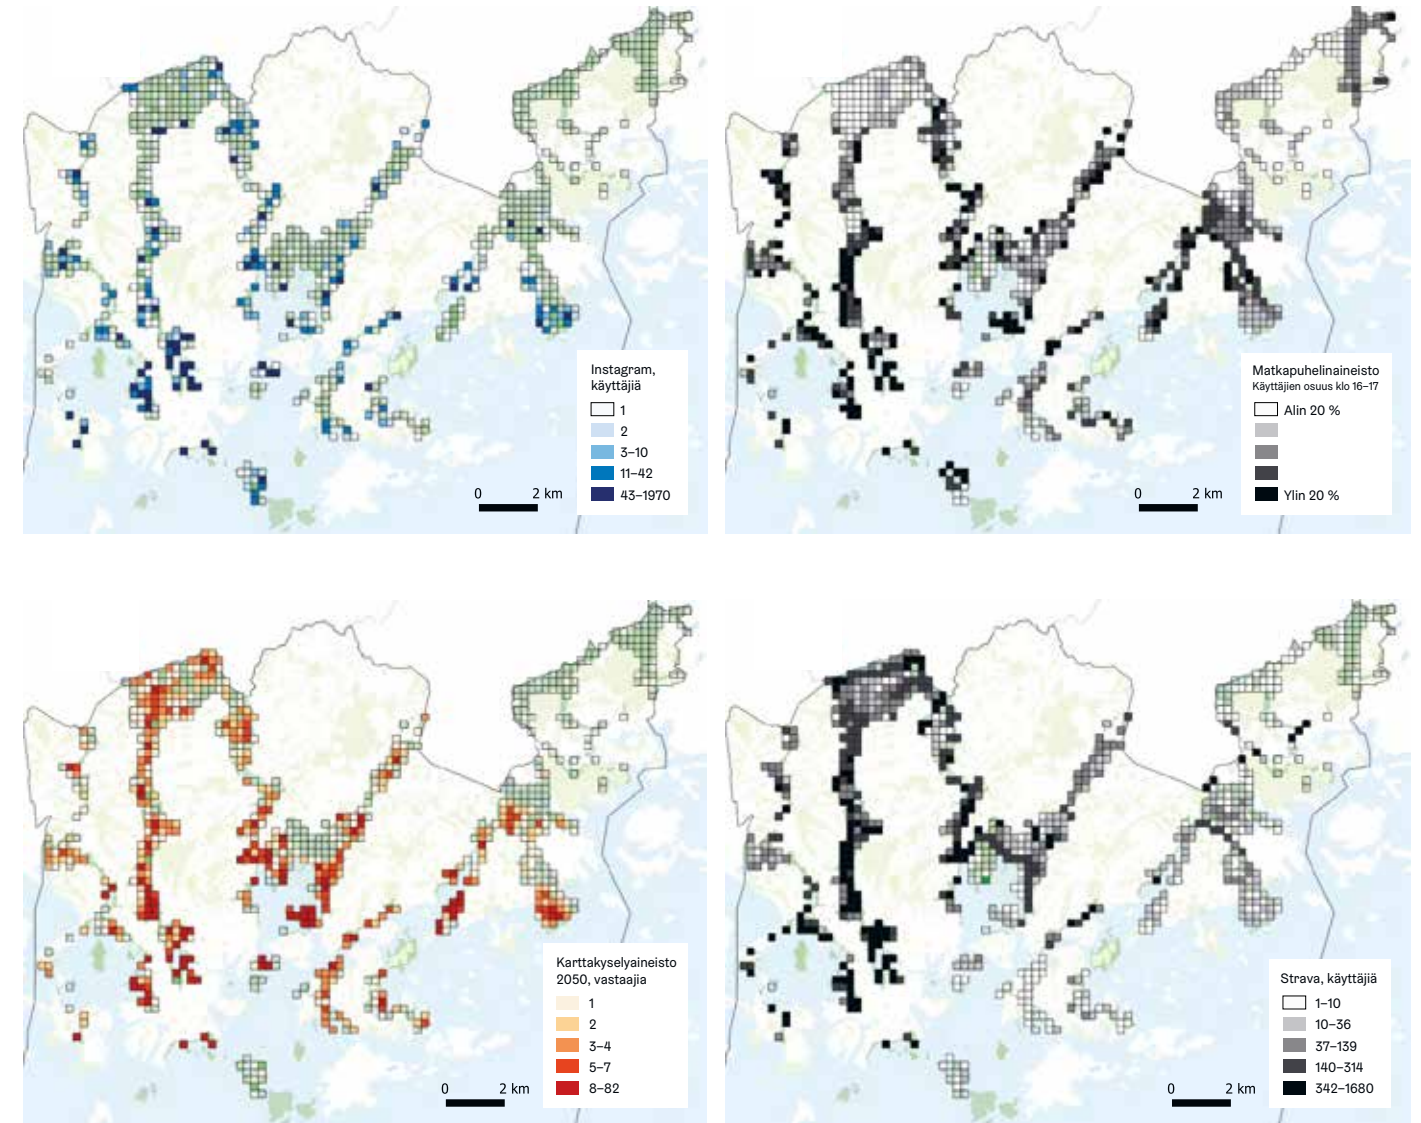 Instagram,
käyttäjiä
1
2
3–10
11–42
43–1970
0 2 km
Matkapuhelinaineisto
Käyttäjien osuus klo 16–17
Alin 20 %
Ylin 20 %
0 2 km
Karttakyselyaineisto
2050, vastaajia
1
2
3–4
5–7
8–82
0 2 km
Strava, käyttäjiä
1–10
10–36
37–139
140–314
342–1680
0 2 km